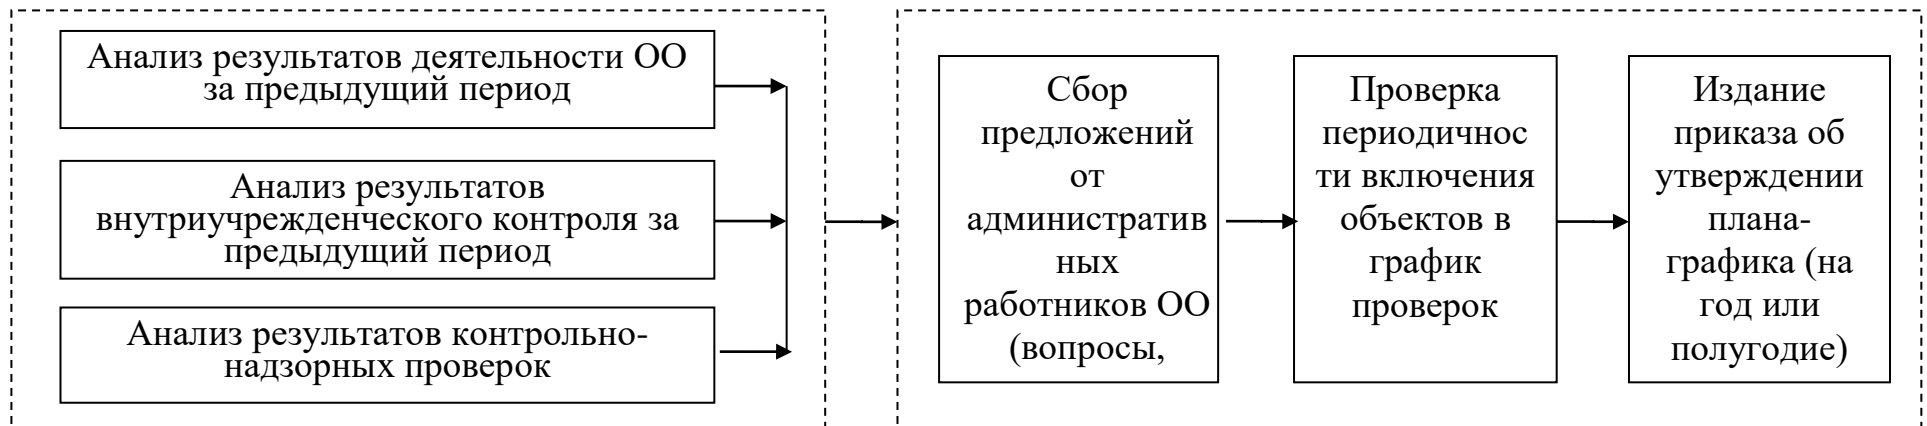 Анализ результатов деятельности ОО
за предыдущий период
Анализ результатов
внутриучрежденческого контроля за
предыдущий период
Анализ результатов контрольно-
надзорных проверок
Сбор
предложений
от
административ
ных
работников ОО
(вопросы,
Проверка
периодичнос
ти включения
объектов в
график
проверок
Издание
приказа об
утверждении
плана-
графика (на
год или
полугодие)